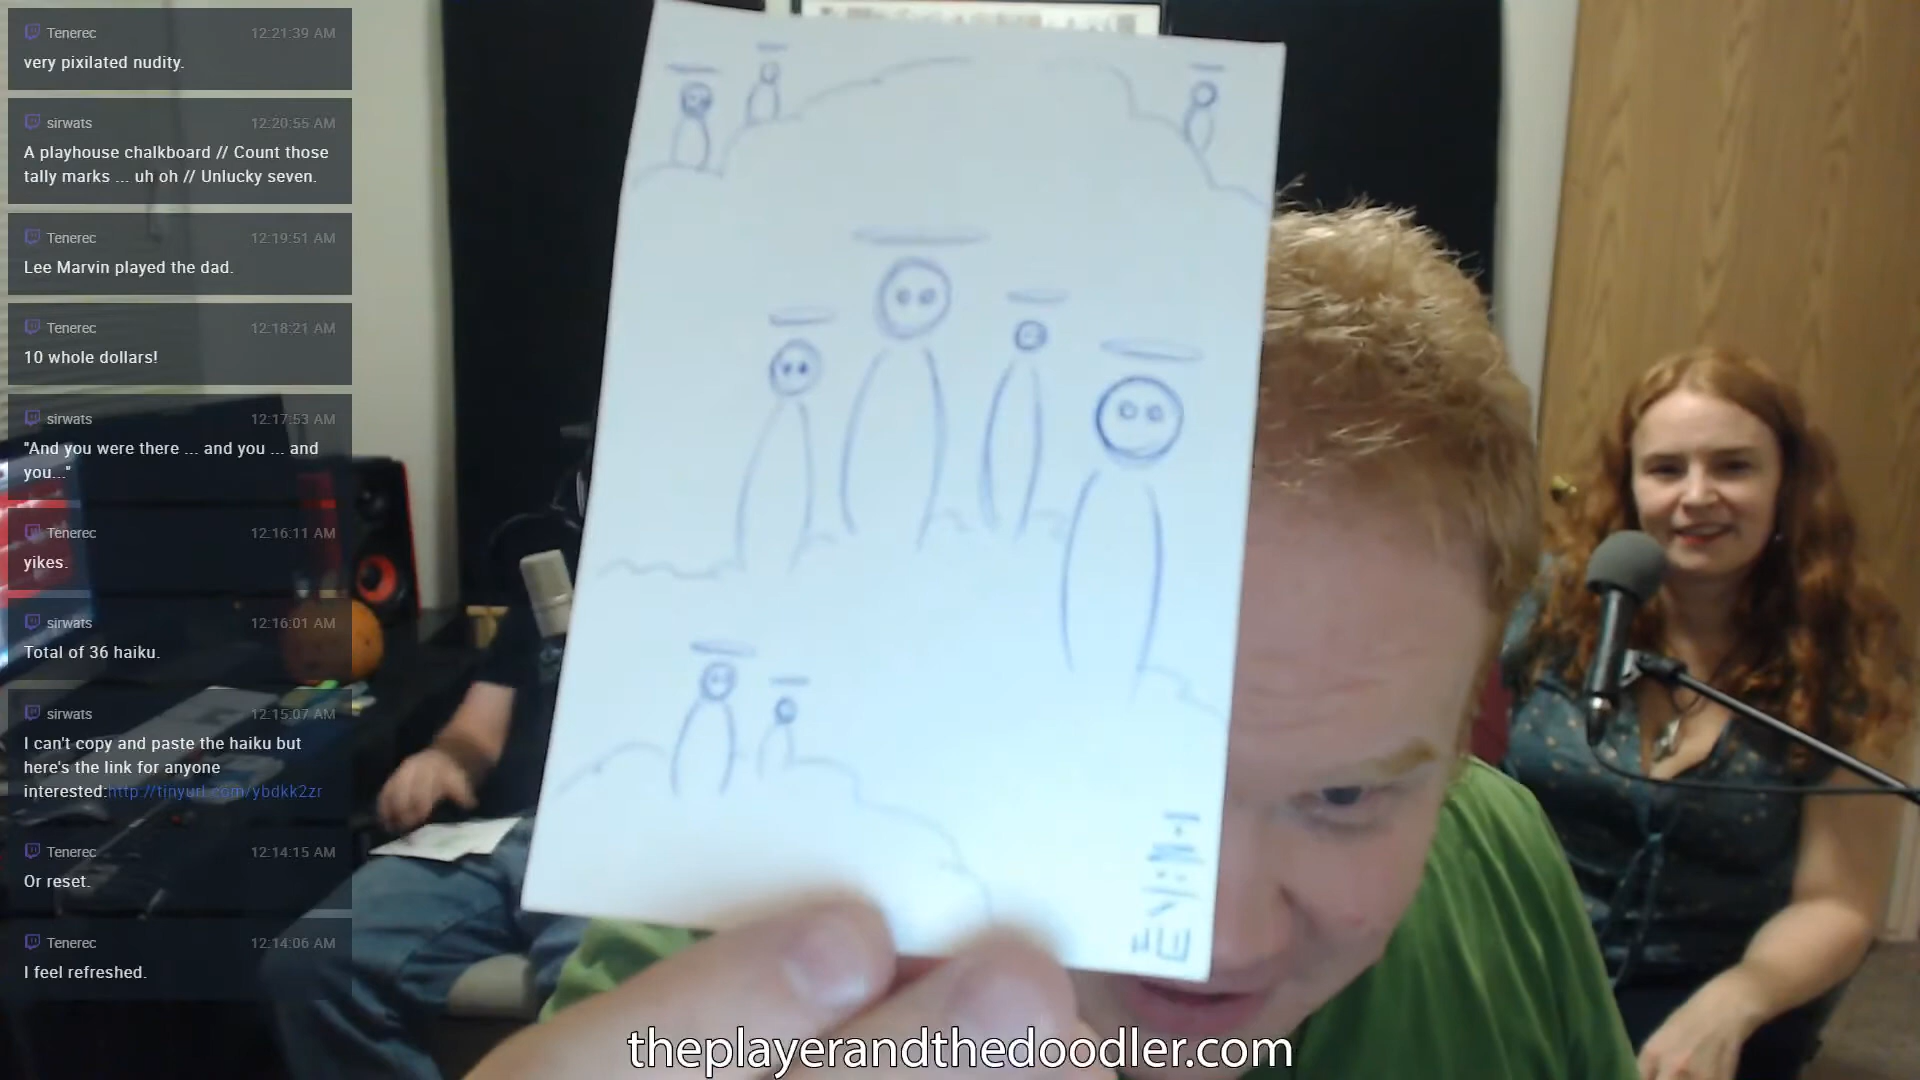 Tenerec 12:21:39 AM
very pixilated nudity.
sirwats 12:20:55 AM
A playhouse chalkboard // Count those
tally marks ... uh oh // Unlucky seven.
Tenerec 12:19:51 AM
Lee Marvin played the dad.
Tenerec 12:18:21 AM
10 whole dollars!
sirwats 12:17:53 AM
"And you were there ... and you ... and
you..."
Tenerec 12:16:11 AM
yikes.
sirwats 12:16:01 AM
Total of 36 haiku.
sirwats 12:15:07 AM
I can't copy and paste the haiku but
here's the link for anyone
interested:http://tinyurl.com/ybdkk2zr
Tenerec 12:14:15 AM
Or reset.
Tenerec 12:14:06 AM
I feel refreshed.
theplayerandthedoodler.com